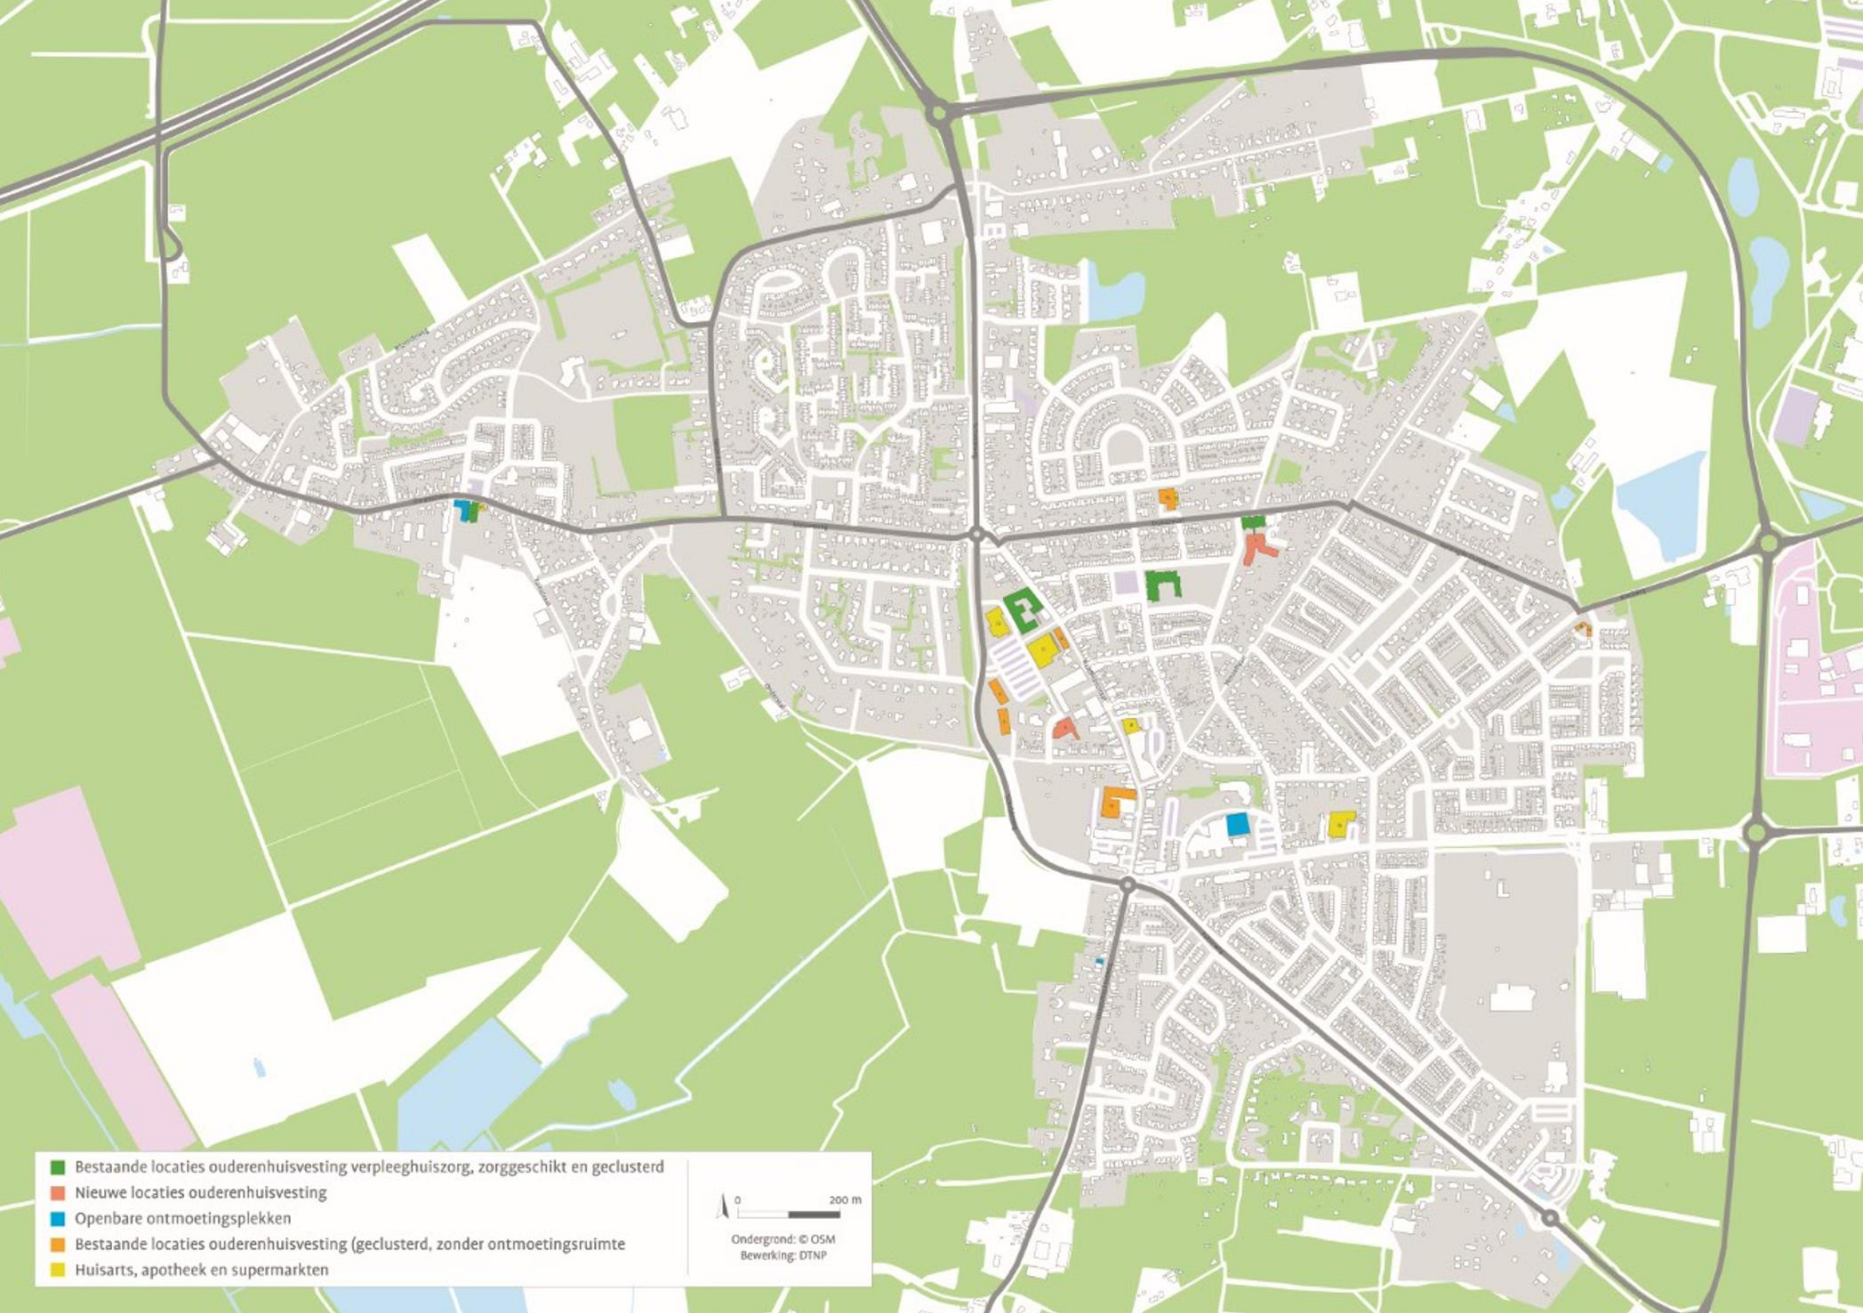 Bestaande locaties ouderenhuisvesting verpleeghuiszorg, zorggeschikt en geclusterd
Nieuwe locaties ouderenhuisvesting
Openbare ontmoetingsplekken
Bestaande locaties ouderenhuisvesting (geclusterd, zonder ontmoetingsruimte
Huisarts, apotheek en supermarkten
0 200 m
Ondergrond: © OSM
Bewerking: DTNP